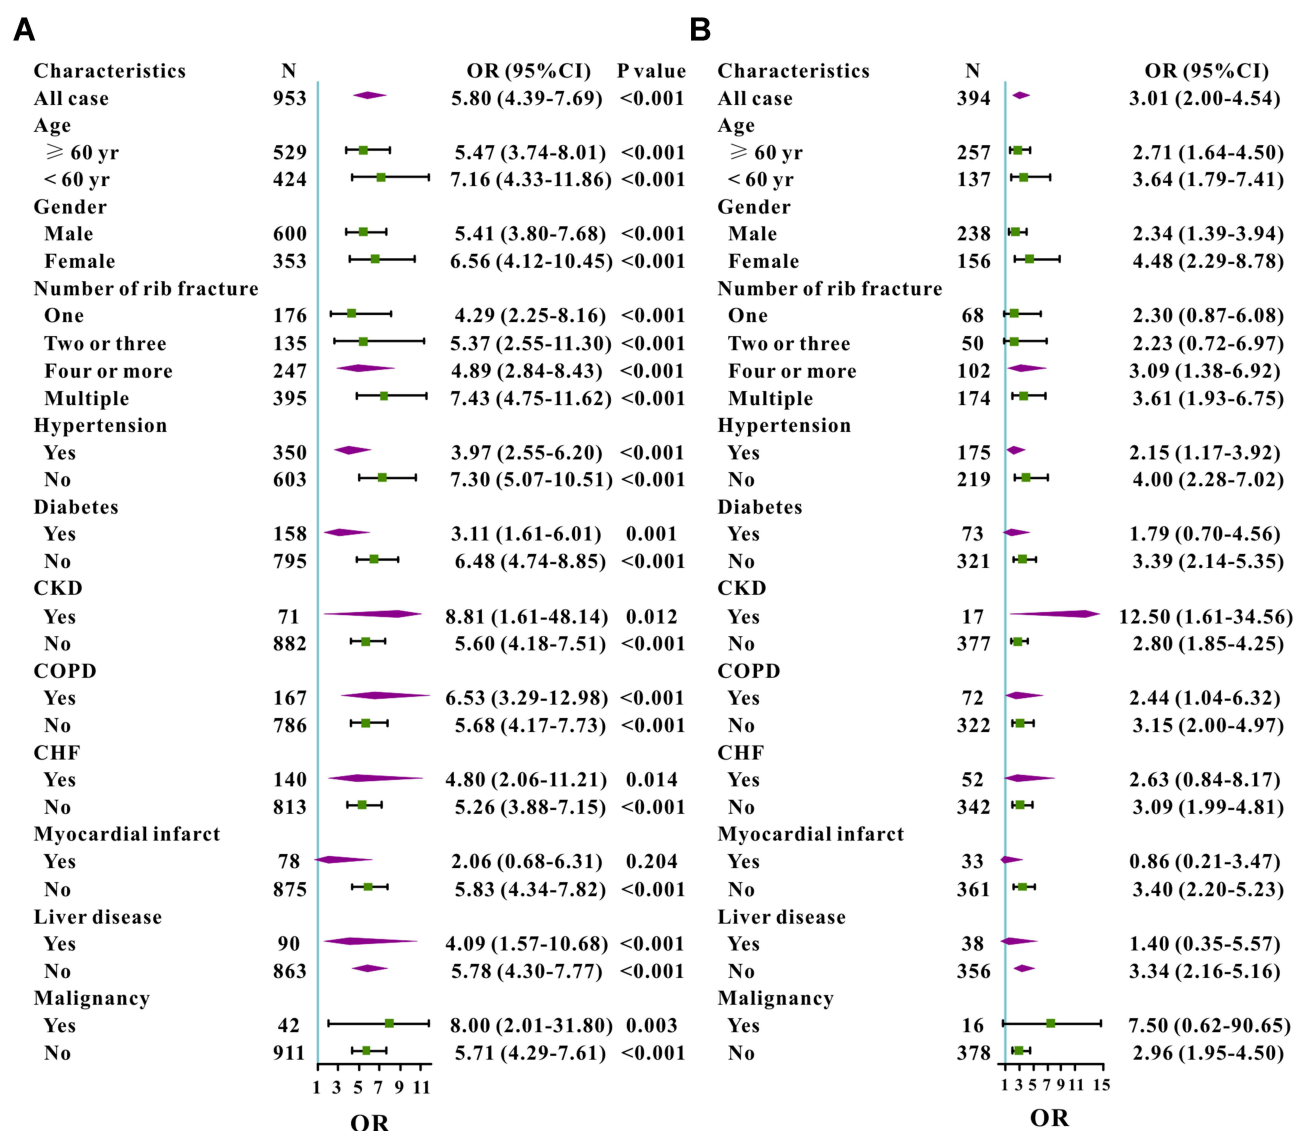 A
Characteristics N OR (95%CI) P value
All case 953 5.80 (4.39-7.69) <0.001
Age
≥ 60 yr 529 5.47 (3.74-8.01) <0.001
< 60 yr 424 7.16 (4.33-11.86) <0.001
Gender
Male 600 5.41 (3.80-7.68) <0.001
Female 353 6.56 (4.12-10.45) <0.001
Number of rib fracture
One 176 4.29 (2.25-8.16) <0.001
Two or three 135 5.37 (2.55-11.30) <0.001
Four or more 247 4.89 (2.84-8.43) <0.001
Multiple 395 7.43 (4.75-11.62) <0.001
Hypertension
Yes 350 3.97 (2.55-6.20) <0.001
No 603 7.30 (5.07-10.51) <0.001
Diabetes
Yes 158 3.11 (1.61-6.01) 0.001
No 795 6.48 (4.74-8.85) <0.001
CKD
Yes 71 8.81 (1.61-48.14) 0.012
No 882 5.60 (4.18-7.51) <0.001
COPD
Yes 167 6.53 (3.29-12.98) <0.001
No 786 5.68 (4.17-7.73) <0.001
CHF
Yes 140 4.80 (2.06-11.21) 0.014
No 813 5.26 (3.88-7.15) <0.001
Myocardial infarct
Yes 78 2.06 (0.68-6.31) 0.204
No 875 5.83 (4.34-7.82) <0.001
Liver disease
Yes 90 4.09 (1.57-10.68) <0.001
No 863 5.78 (4.30-7.77) <0.001
Malignancy
Yes 42 8.00 (2.01-31.80) 0.003
No 911 5.71 (4.29-7.61) <0.001
1 3 5 7 9 11
OR
B
Characteristics N OR (95%CI)
All case 394 3.01 (2.00-4.54)
Age
≥ 60 yr 257 2.71 (1.64-4.50)
< 60 yr 137 3.64 (1.79-7.41)
Gender
Male 238 2.34 (1.39-3.94)
Female 156 4.48 (2.29-8.78)
Number of rib fracture
One 68 2.30 (0.87-6.08)
Two or three 50 2.23 (0.72-6.97)
Four or more 102 3.09 (1.38-6.92)
Multiple 174 3.61 (1.93-6.75)
Hypertension
Yes 175 2.15 (1.17-3.92)
No 219 4.00 (2.28-7.02)
Diabetes
Yes 73 1.79 (0.70-4.56)
No 321 3.39 (2.14-5.35)
CKD
Yes 17 12.50 (1.61-34.56)
No 377 2.80 (1.85-4.25)
COPD
Yes 72 2.44 (1.04-6.32)
No 322 3.15 (2.00-4.97)
CHF
Yes 52 2.63 (0.84-8.17)
No 342 3.09 (1.99-4.81)
Myocardial infarct
Yes 33 0.86 (0.21-3.47)
No 361 3.40 (2.20-5.23)
Liver disease
Yes 38 1.40 (0.35-5.57)
No 356 3.34 (2.16-5.16)
Malignancy
Yes 16 7.50 (0.62-90.65)
No 378 2.96 (1.95-4.50)
1 3 5 7 9 11 15
OR